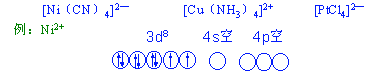 [Ni（CN）4]2— [Cu（NH3）4]2+ [PtCl4]2—
例：Ni2+
3d8 4s空 4p空